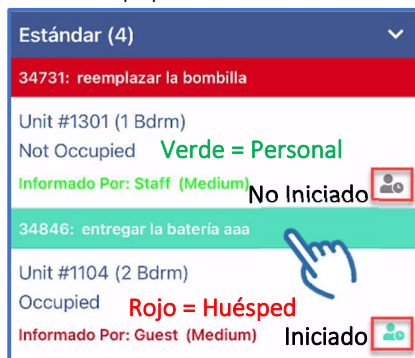 Estándar (4)
34731: reemplazar la bombilla
Unit #1301 (1 Bdrm)
Not Occupied
Verde = Personal
Informado Por: Staff (Medium)
No Iniciado
34846: entregar la batería aaa
Unit #1104 (2 Bdrm)
Occupied
Rojo = Huésped
Informado Por: Guest (Medium)
Iniciado